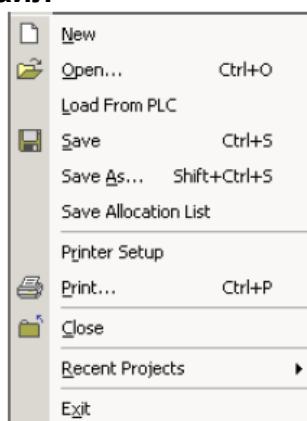 New
Open... Ctrl+O
Load From PLC
Save Ctrl+S
Save As... Shift+Ctrl+S
Save Allocation List
Printer Setup
Print... Ctrl+P
Close
Recent Projects
Exit